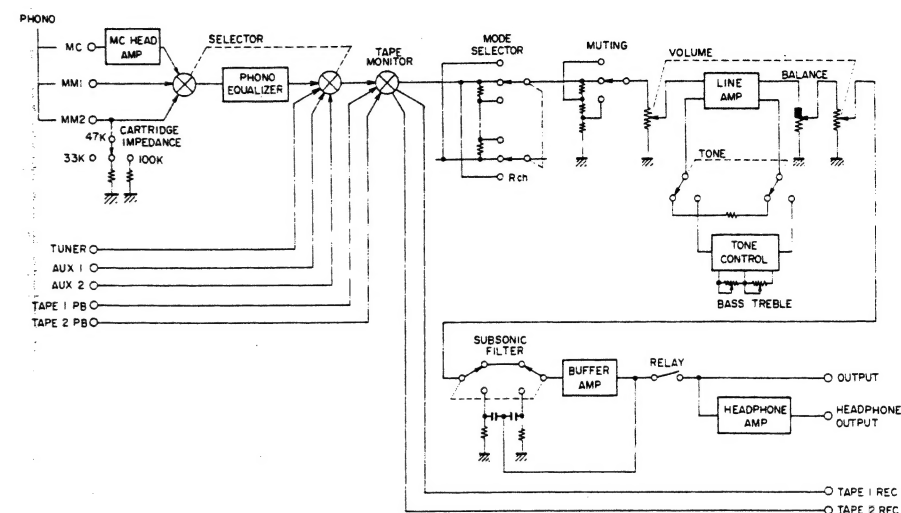 PHONO
MC
MC HEAD
AMP
SELECTOR
MM1
PHONO
EQUALIZER
TAPE
MONITOR
MODE
SELECTOR
MUTING
VOLUME
LINE
AMP
BALANCE
MM2
47K
CARTRIDGE
IMPEDANCE
33K
100K
Rch
TONE
TONE
CONTROL
BASS TREBLE
TUNER
AUX 1
AUX 2
TAPE 1 PB
TAPE 2 PB
SUBSONIC
FILTER
BUFFER
AMP
RELAY
OUTPUT
HEADPHONE
AMP
HEADPHONE
OUTPUT
TAPE 1 REC
TAPE 2 REC